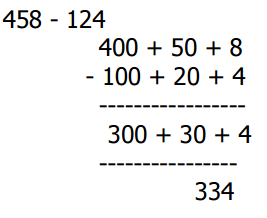 458 - 124
400 + 50 + 8
- 100 + 20 + 4
-----------------
300 + 30 + 4
----------------
334